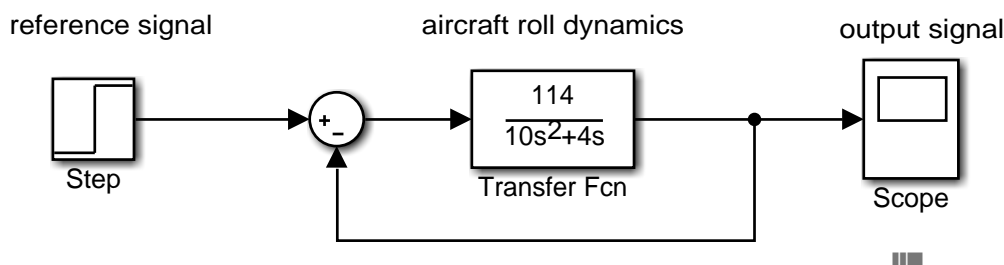 reference signal
aircraft roll dynamics
output signal
+
−
114
10s²+4s
Step
Transfer Fcn
Scope